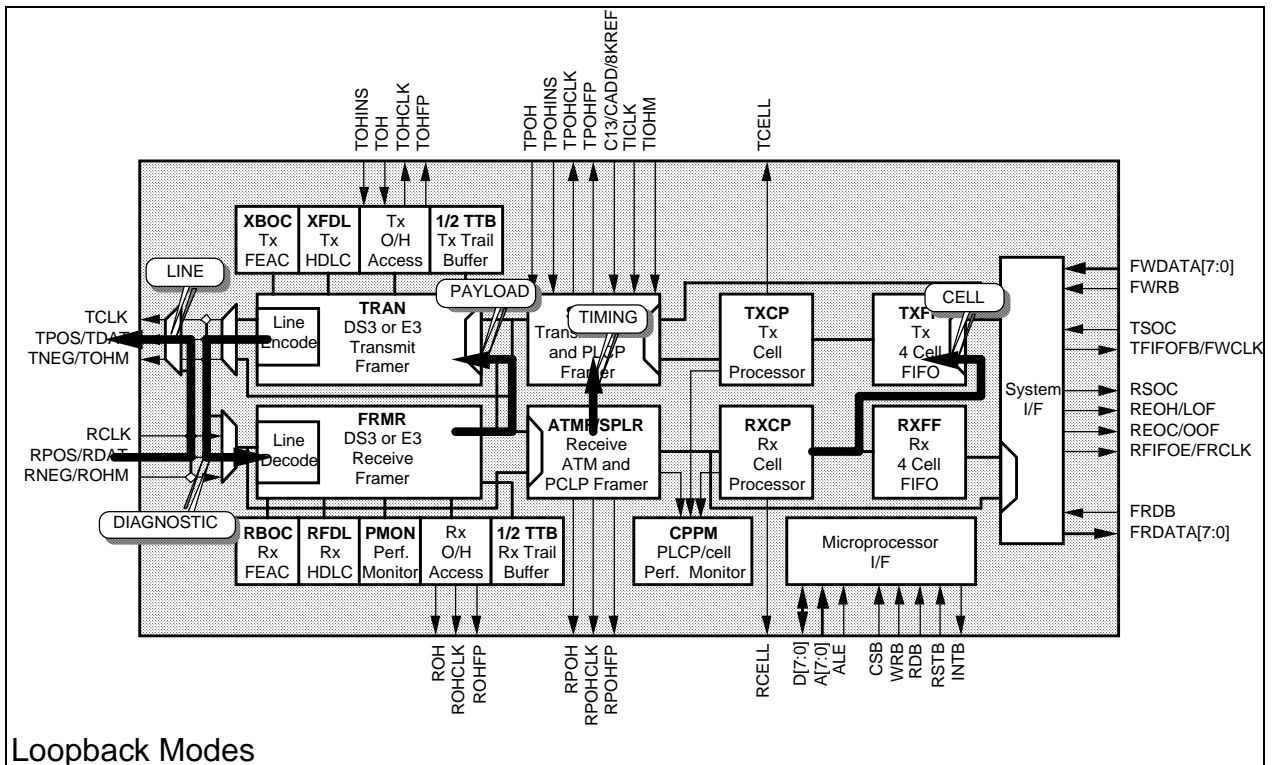 TOHINS
TOH
TOHCLK
TOHFP
TPOH
TPOHINS
TPOHCLK
TPOHFP
C13/CADD/8KREF
TICLK
TIOHM
TCELL
XBOC
Tx
FEAC
XFDL
Tx
HDLC
Tx
O/H
Access
1/2 TTB
Tx Trail
Buffer
LINE
PAYLOAD
TIMING
CELL
DIAGNOSTIC
TCLK
TPOS/TDAT
TNEG/TOHM
RCLK
RPOS/RDAT
RNEG/ROHM
Line
Encode
TRAN
DS3 or E3
Transmit
Framer
and PLCP
Framer
TXCP
Tx
Cell
Processor
Tx
4 Cell
FIFO
System
I/F
Line
Decode
FRMR
DS3 or E3
Receive
Framer
ATMF/SPLR
Receive
ATM and
PCLP Framer
RXCP
Rx
Cell
Processor
RXFF
Rx
4 Cell
FIFO
RBOC
Rx
FEAC
RFDL
Rx
HDLC
PMON
Perf.
Monitor
Rx
O/H
Access
1/2 TTB
Rx Trail
Buffer
CPPM
PLCP/cell
Perf. Monitor
Microprocessor
I/F
FWDATA[7:0]
FWRB
TSOC
TFIFOFB/FWCLK
RSOC
REOH/LOF
REOC/OOF
RFIFOE/FRCLK
FRDB
FRDATA[7:0]
ROH
ROHCLK
ROHFP
RPOH
RPOHCLK
RPOHFP
RCELL
D[7:0]
A[7:0]
ALE
CSB
WRB
RDB
RSTB
INTB
Loopback Modes